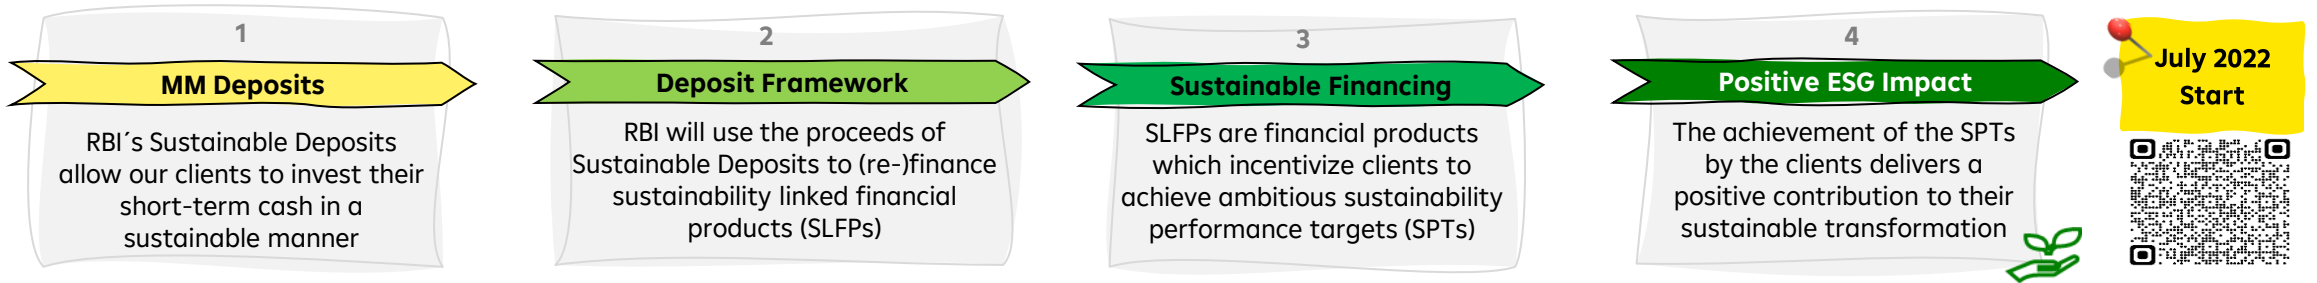 1
MM Deposits
RBI´s Sustainable Deposits
allow our clients to invest their
short-term cash in a
sustainable manner
2
Deposit Framework
RBI will use the proceeds of
Sustainable Deposits to (re-)finance
sustainability linked financial
products (SLFPs)
3
Sustainable Financing
SLFPs are financial products
which incentivize clients to
achieve ambitious sustainability
performance targets (SPTs)
4
Positive ESG Impact
The achievement of the SPTs
by the clients delivers a
positive contribution to their
sustainable transformation
July 2022
Start